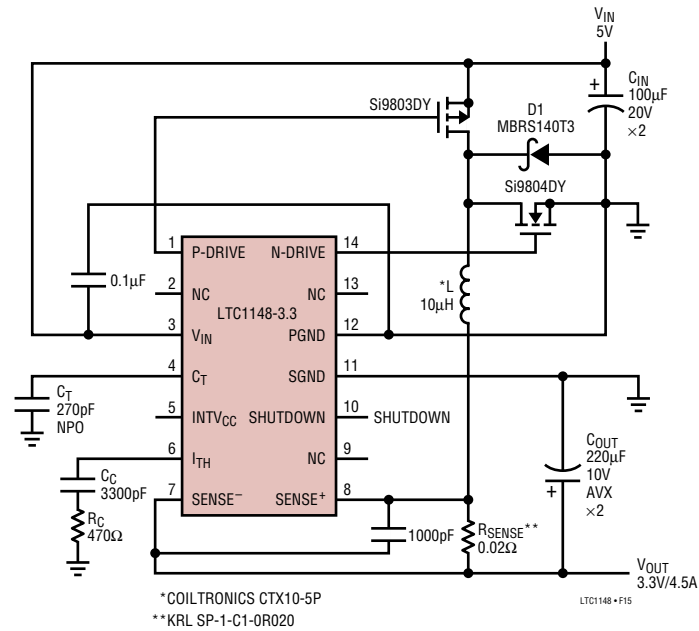 VIN
5V
+
CIN
100µF
20V
×2
Si9803DY
D1
MBRS140T3
Si9804DY
0.1µF
1 P-DRIVE N-DRIVE 14
2 NC NC 13
LTC1148-3.3
3 VIN PGND 12
4 CT SGND 11
5 INTVCC SHUTDOWN 10 SHUTDOWN
6 ITH NC 9
7 SENSE– SENSE+ 8
*L
10µH
CT
270pF
NPO
CC
3300pF
RC
470Ω
1000pF
RSENSE**
0.02Ω
COUT
220µF
10V
AVX
×2
+
VOUT
3.3V/4.5A
LTC1148 • F15
*COILTRONICS CTX10-5P
**KRL SP-1-C1-0R020